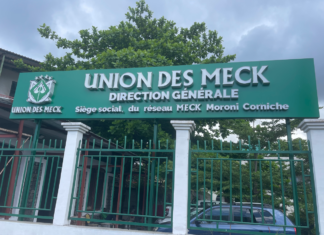 UNION DES MECK
DIRECTION GÉNÉRALE
Siège social du réseau MECK Moroni Corniche
UNION DES MECK